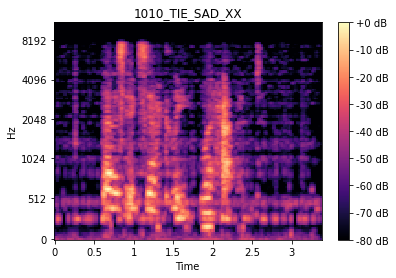 1010_TIE_SAD_XX
+0 dB
8192
-10 dB
4096
-20 dB
-30 dB
2048
Hz
-40 dB
1024
-50 dB
512
-60 dB
-70 dB
0
-80 dB
0 0.5 1 1.5 2 2.5 3
Time